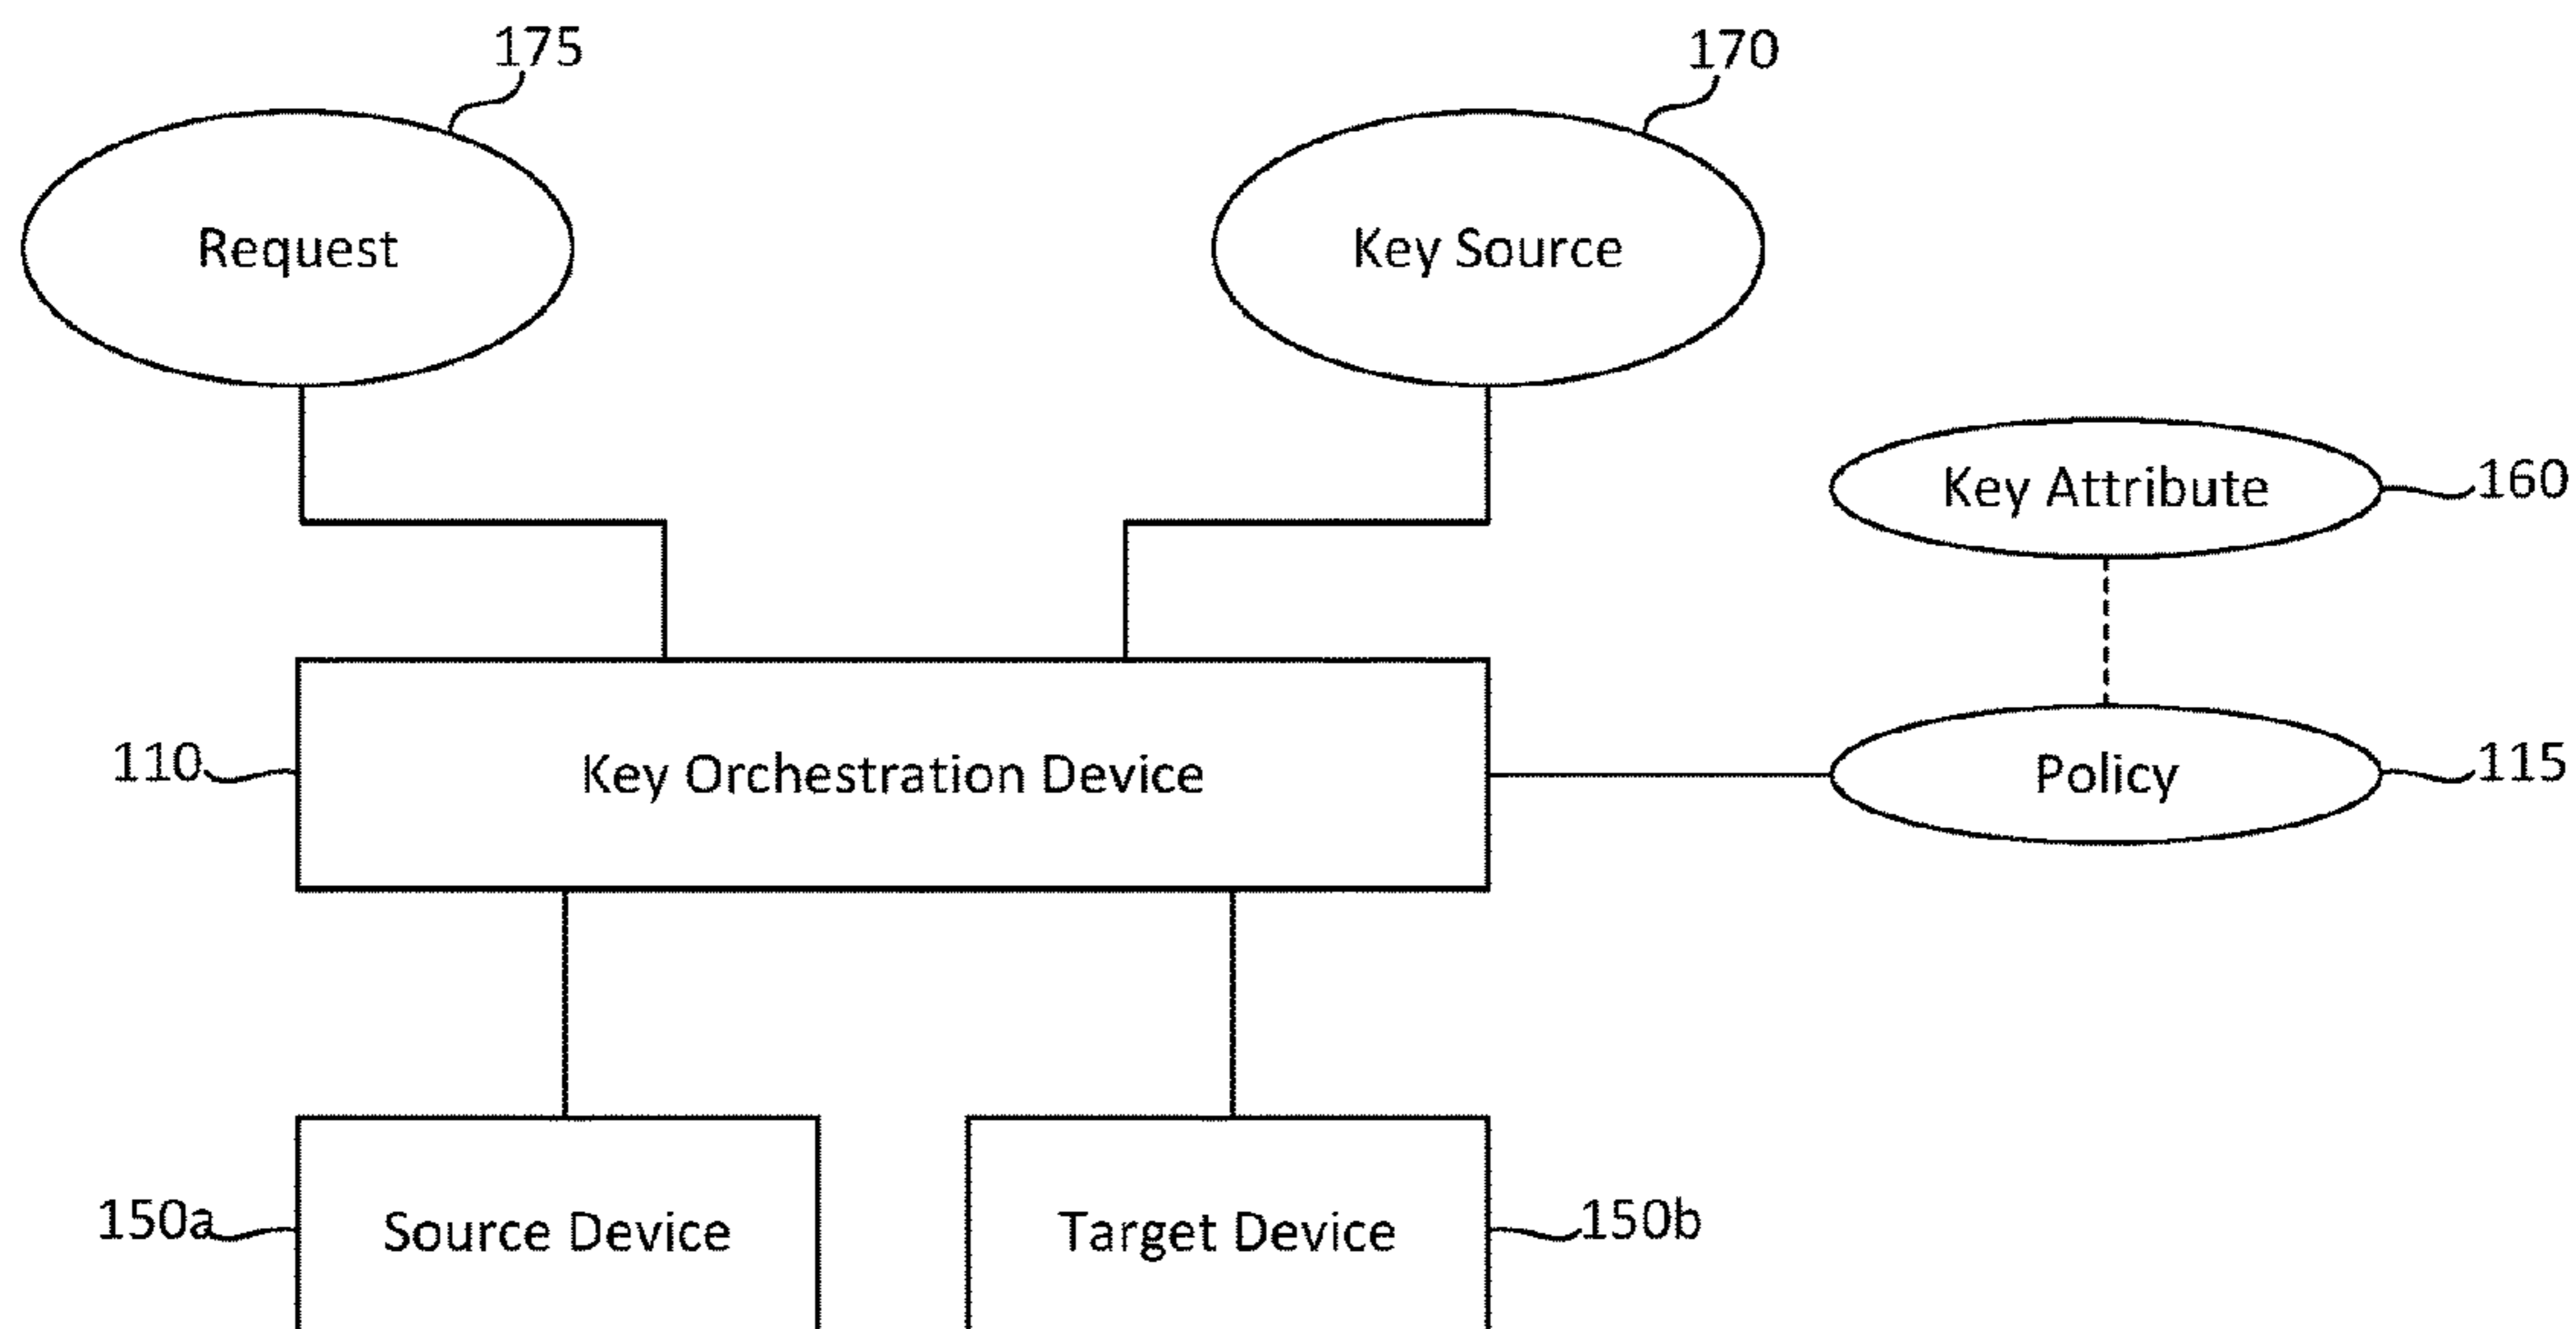 175
170
Request
Key Source
Key Attribute
160
110
Key Orchestration Device
Policy
115
150a
Source Device
Target Device
150b